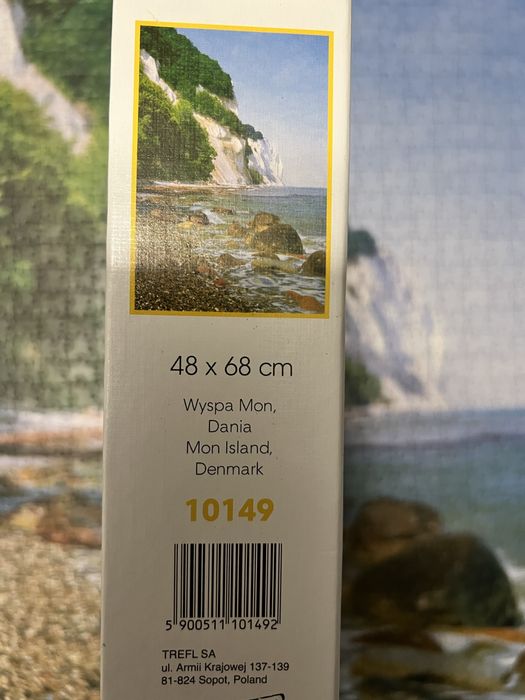 48 x 68 cm
Wyspa Mon,
Dania
Mon Island,
Denmark
10149
5 900511 101492
TREFL SA
ul. Armii Krajowej 137-139
81-824 Sopot, Poland